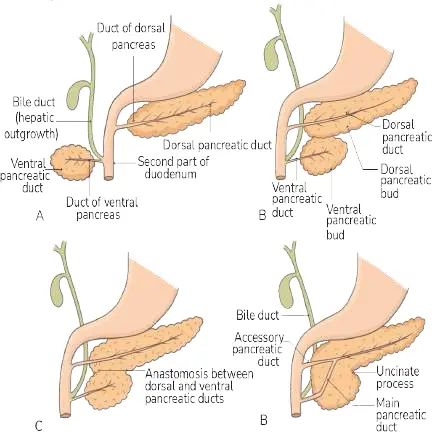 Duct of dorsal
pancreas
Bile duct
(hepatic
outgrowth)
Dorsal pancreatic duct
Ventral
pancreatic
duct
Second part of
duodenum
Duct of ventral
pancreas
A
Dorsal
pancreatic
duct
Dorsal
pancreatic
bud
Ventral
pancreatic
duct
Ventral
pancreatic
bud
B
Anastomosis between
dorsal and ventral
pancreatic ducts
C
Bile duct
Accessory
pancreatic
duct
Uncinate
process
Main
pancreatic
duct
B